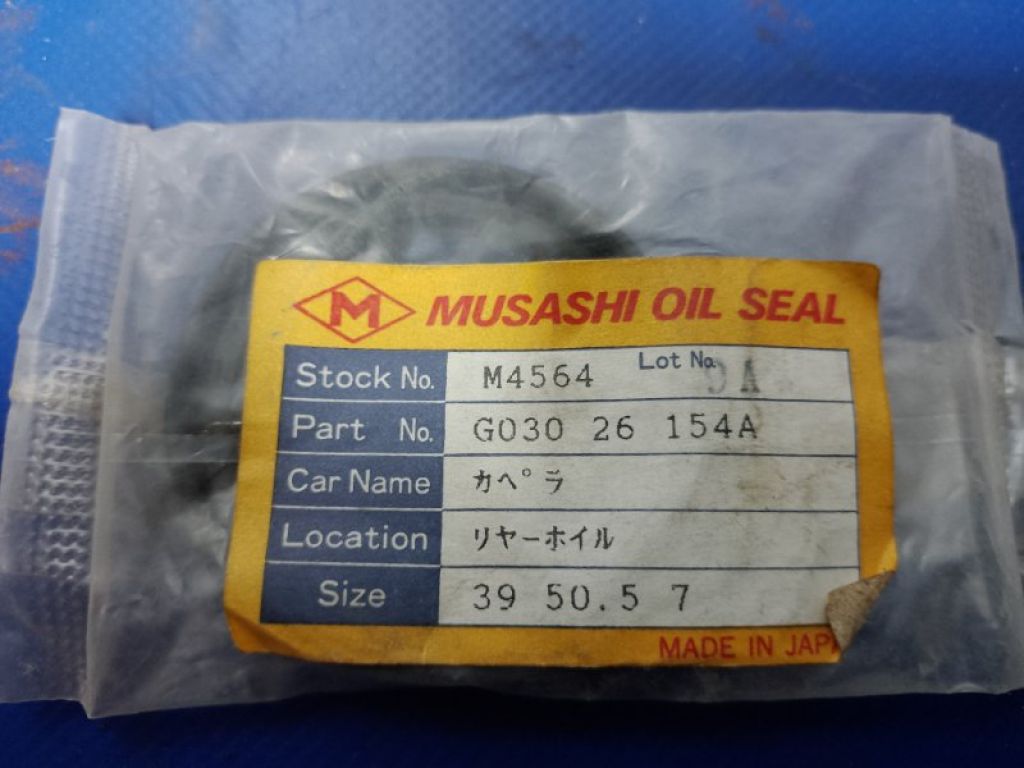 M MUSASHI OIL SEAL
Stock No. M4564 Lot No. A
Part No. G030 26 154A
Car Name カペラ
Location リヤーホイル
Size 39 50.5 7
MADE IN